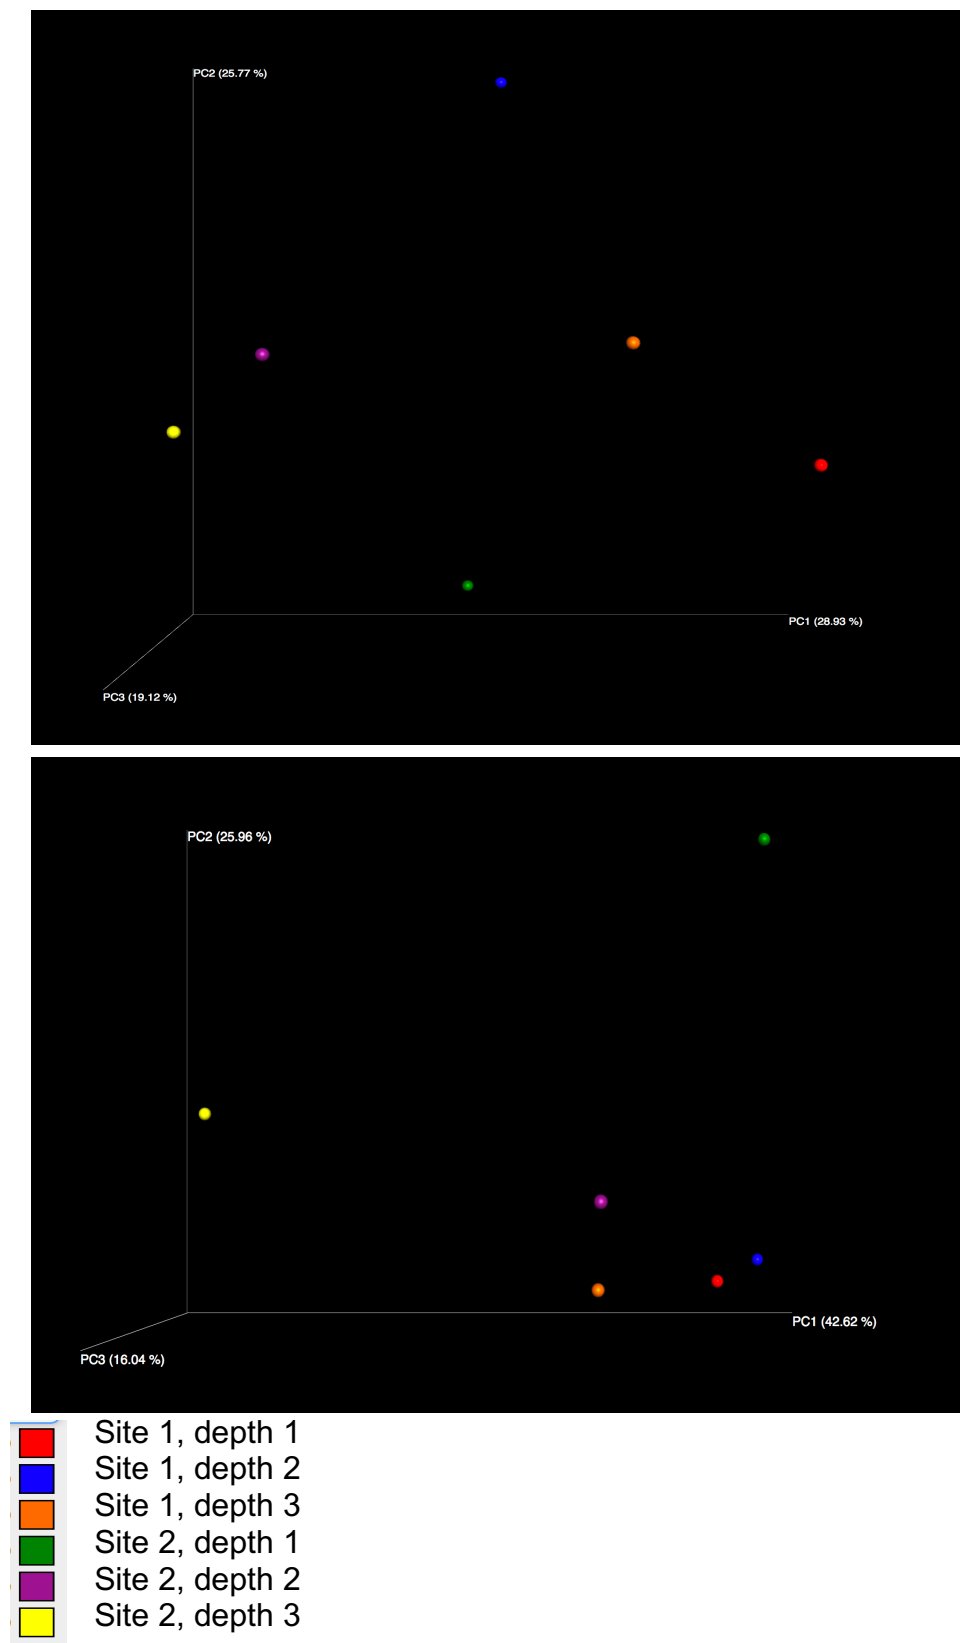 PC2 (25.77 %)
PC1 (28.93 %)
PC3 (19.12 %)
PC2 (25.96 %)
PC1 (42.62 %)
PC3 (16.04 %)
Site 1, depth 1
Site 1, depth 2
Site 1, depth 3
Site 2, depth 1
Site 2, depth 2
Site 2, depth 3